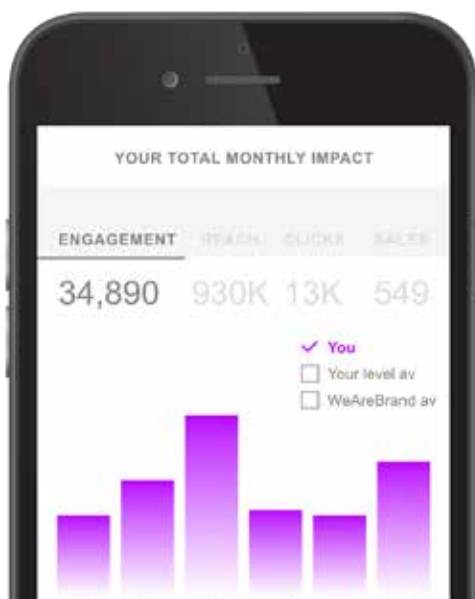 YOUR TOTAL MONTHLY IMPACT
ENGAGEMENT REACH CLICKS SALES
34,890 930K 13K 549
You
Your level av
WeAreBrand av